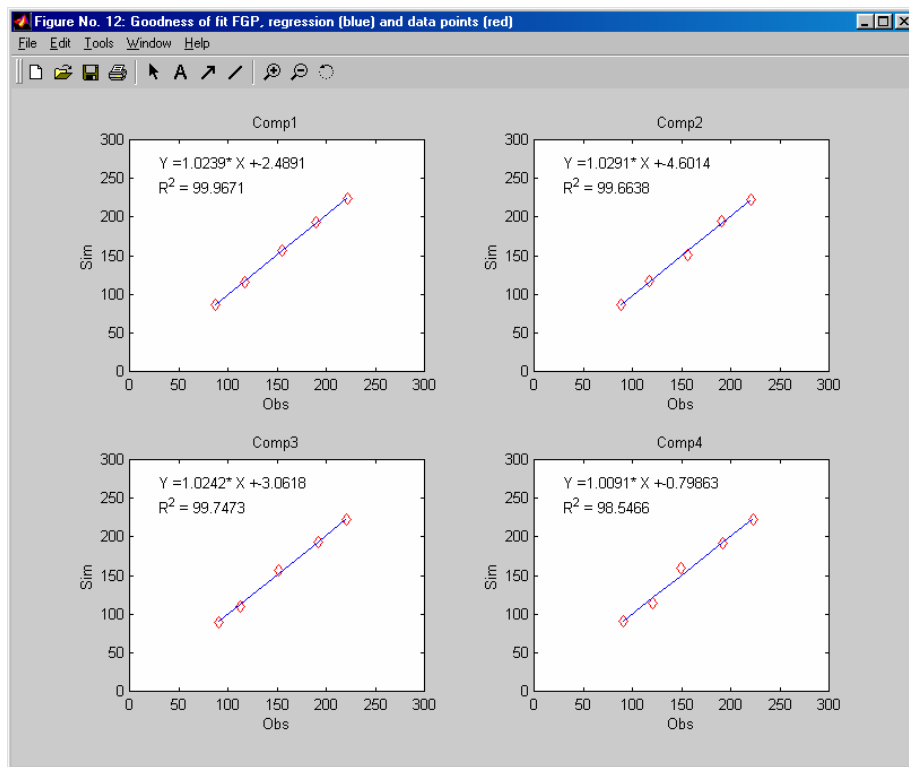 Figure No. 12: Goodness of fit FGP, regression (blue) and data points (red)
File Edit Tools Window Help
A
Comp1
300
250
200
150
100
50
0
Sim
Y =1.0239* X +-2.4891
R² = 99.9671
0 50 100 150 200 250 300
Obs
Comp2
300
250
200
150
100
50
0
Sim
Y =1.0291* X +-4.6014
R² = 99.6638
0 50 100 150 200 250 300
Obs
Comp3
300
250
200
150
100
50
0
Sim
Y =1.0242* X +-3.0618
R² = 99.7473
0 50 100 150 200 250 300
Obs
Comp4
300
250
200
150
100
50
0
Sim
Y =1.0091* X +-0.79863
R² = 98.5466
0 50 100 150 200 250 300
Obs